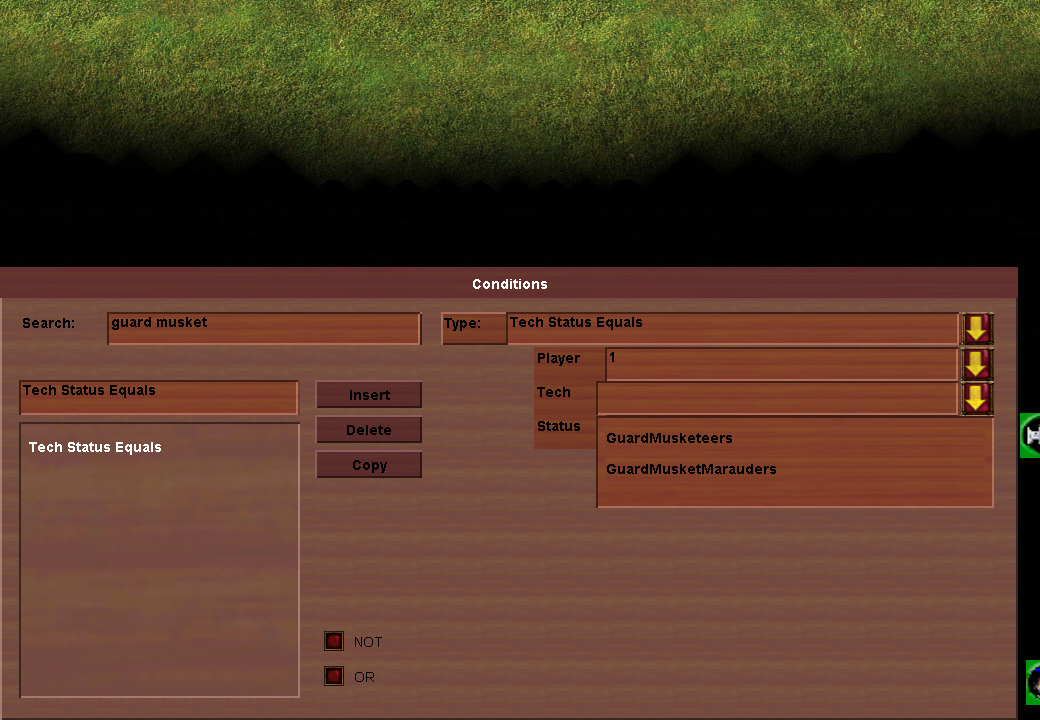 Conditions
Search: guard musket
Type: Tech Status Equals
Player 1
Tech Status Equals
Insert
Tech
Delete
Status
Tech Status Equals
GuardMusketeers
Copy
GuardMusketMarauders
NOT
OR